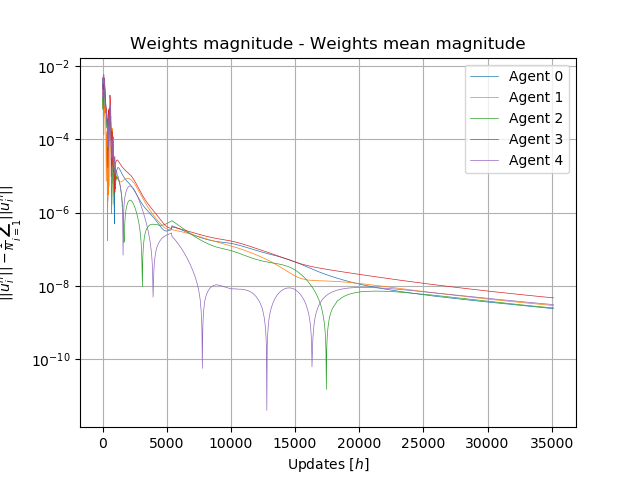 Weights magnitude - Weights mean magnitude
10⁻²
10⁻⁴
10⁻⁶
10⁻⁸
10⁻¹⁰
Agent 0
Agent 1
Agent 2
Agent 3
Agent 4
0 5000 10000 15000 20000 25000 30000 35000
Updates [h]